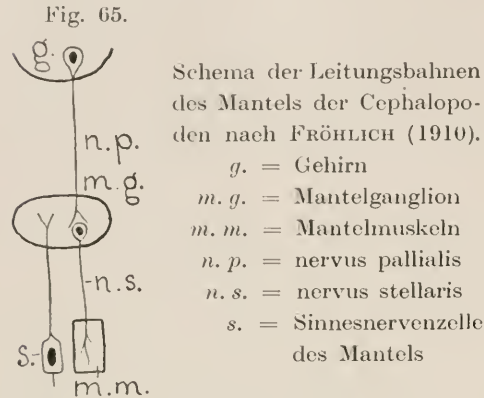 Fig. 65.
g.
n. p.
m. g.
n. s.
s.
m. m.
Schema der Leitungsbahnen
des Mantels der Cephalopo-
den nach FRÖHLICH (1910).
g. = Gehirn
m. g. = Mantelganglion
m. m. = Mantelmuskeln
n. p. = nervus pallialis
n. s. = nervus stellaris
s. = Sinnesnervenzelle
des Mantels